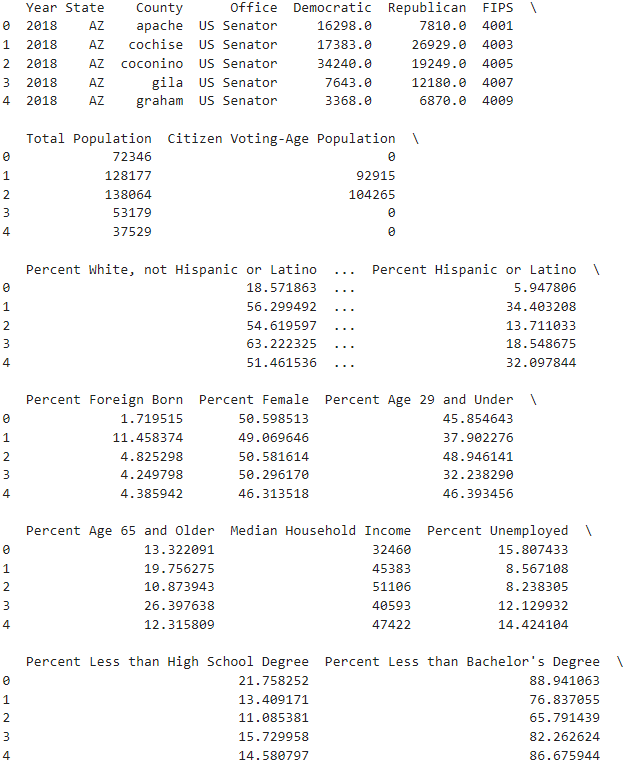 Year State County Office Democratic Republican FIPS \
0 2018 AZ apache US Senator 16298.0 7810.0 4001
1 2018 AZ cochise US Senator 17383.0 26929.0 4003
2 2018 AZ coconino US Senator 34240.0 19249.0 4005
3 2018 AZ gila US Senator 7643.0 12180.0 4007
4 2018 AZ graham US Senator 3368.0 6870.0 4009
Total Population Citizen Voting-Age Population \
0 72346 0
1 128177 92915
2 138064 104265
3 53179 0
4 37529 0
Percent White, not Hispanic or Latino ... Percent Hispanic or Latino \
0 18.571863 ... 5.947806
1 56.299492 ... 34.403208
2 54.619597 ... 13.711033
3 63.222325 ... 18.548675
4 51.461536 ... 32.097844
Percent Foreign Born Percent Female Percent Age 29 and Under \
0 1.719515 50.598513 45.854643
1 11.458374 49.069646 37.902276
2 4.825298 50.581614 48.946141
3 4.249798 50.296170 32.238290
4 4.385942 46.313518 46.393456
Percent Age 65 and Older Median Household Income Percent Unemployed \
0 13.322091 32460 15.807433
1 19.756275 45383 8.567108
2 10.873943 51106 8.238305
3 26.397638 40593 12.129932
4 12.315809 47422 14.424104
Percent Less than High School Degree Percent Less than Bachelor's Degree \
0 21.758252 88.941063
1 13.409171 76.837055
2 11.085381 65.791439
3 15.729958 82.262624
4 14.580797 86.675944